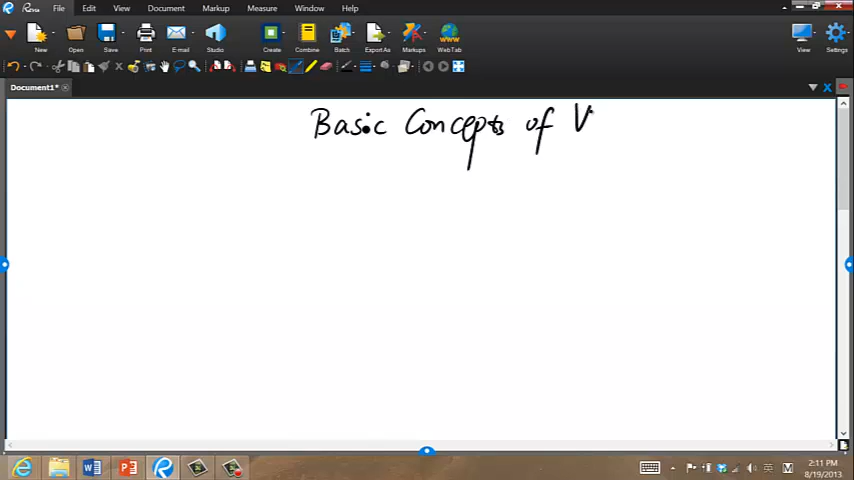 Revu File Edit View Document Markup Measure Window Help
New Open Save Print E-mail Studio Create Combine Batch Export As Markups WebTab View Settings
Document1*
Basic Concepts of V
2:11 PM
8/19/2013